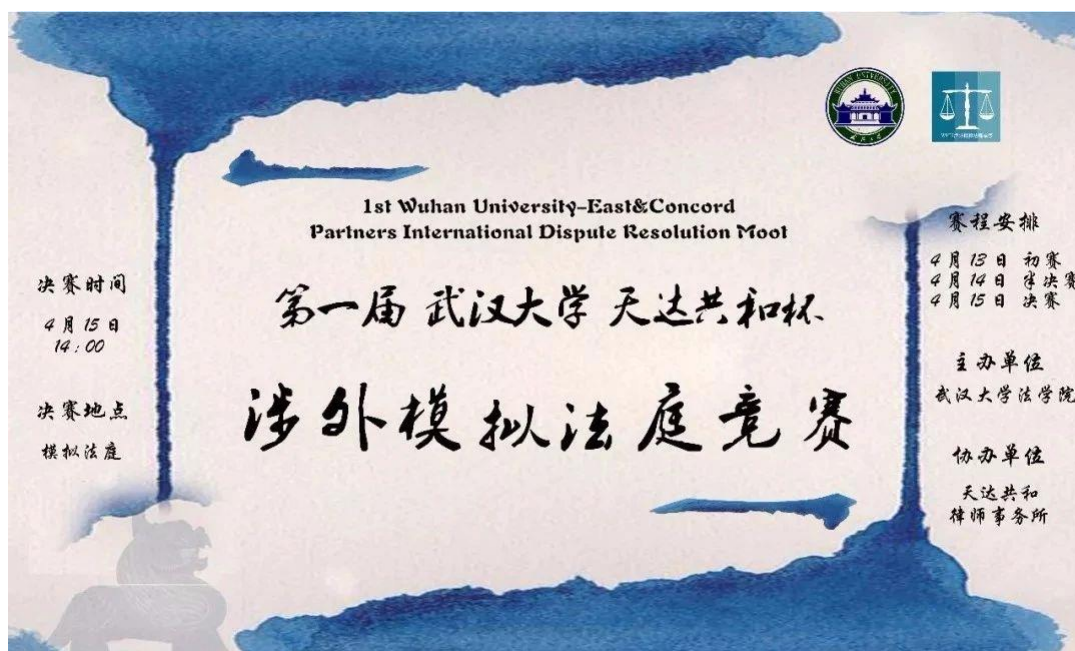 WUHAN UNIVERSITY
1st Wuhan University-East&Concord
Partners International Dispute Resolution Moot
第一届 武汉大学 天达共和杯
涉外模拟法庭竞赛
决赛时间
4月15日
14:00
决赛地点
模拟法庭
赛程安排
4月13日 初赛
4月14日 半决赛
4月15日 决赛
主办单位
武汉大学法学院
协办单位
天达共和
律师事务所